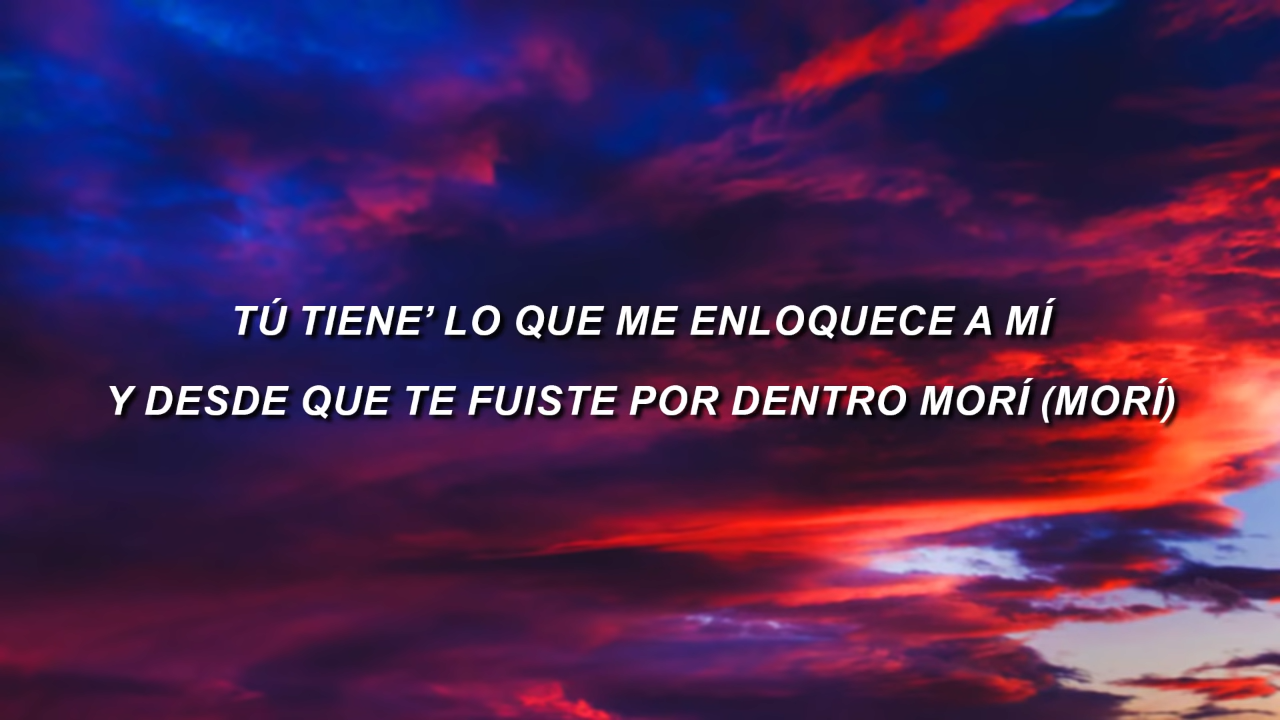 TÚ TIENE’ LO QUE ME ENLOQUECE A MÍ
Y DESDE QUE TE FUISTE POR DENTRO MORÍ (MORÍ)